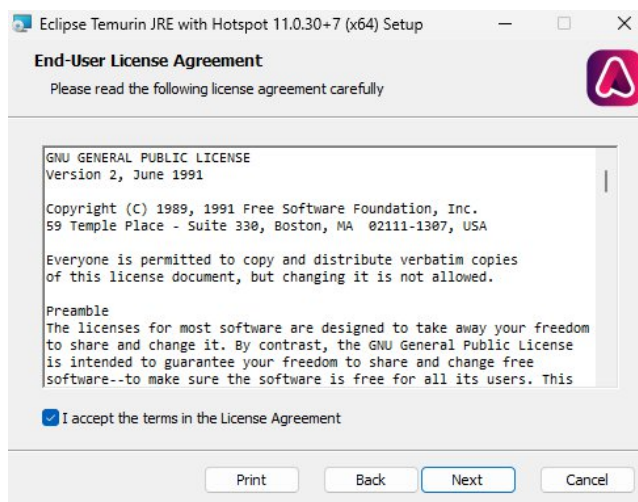 Eclipse Temurin JRE with Hotspot 11.0.30+7 (x64) Setup
End-User License Agreement
Please read the following license agreement carefully
GNU GENERAL PUBLIC LICENSE
Version 2, June 1991
Copyright (C) 1989, 1991 Free Software Foundation, Inc.
59 Temple Place - Suite 330, Boston, MA  02111-1307, USA
Everyone is permitted to copy and distribute verbatim copies
of this license document, but changing it is not allowed.
Preamble
The licenses for most software are designed to take away your freedom
to share and change it. By contrast, the GNU General Public License
is intended to guarantee your freedom to share and change free
software--to make sure the software is free for all its users. This
I accept the terms in the License Agreement
Print Back Next Cancel